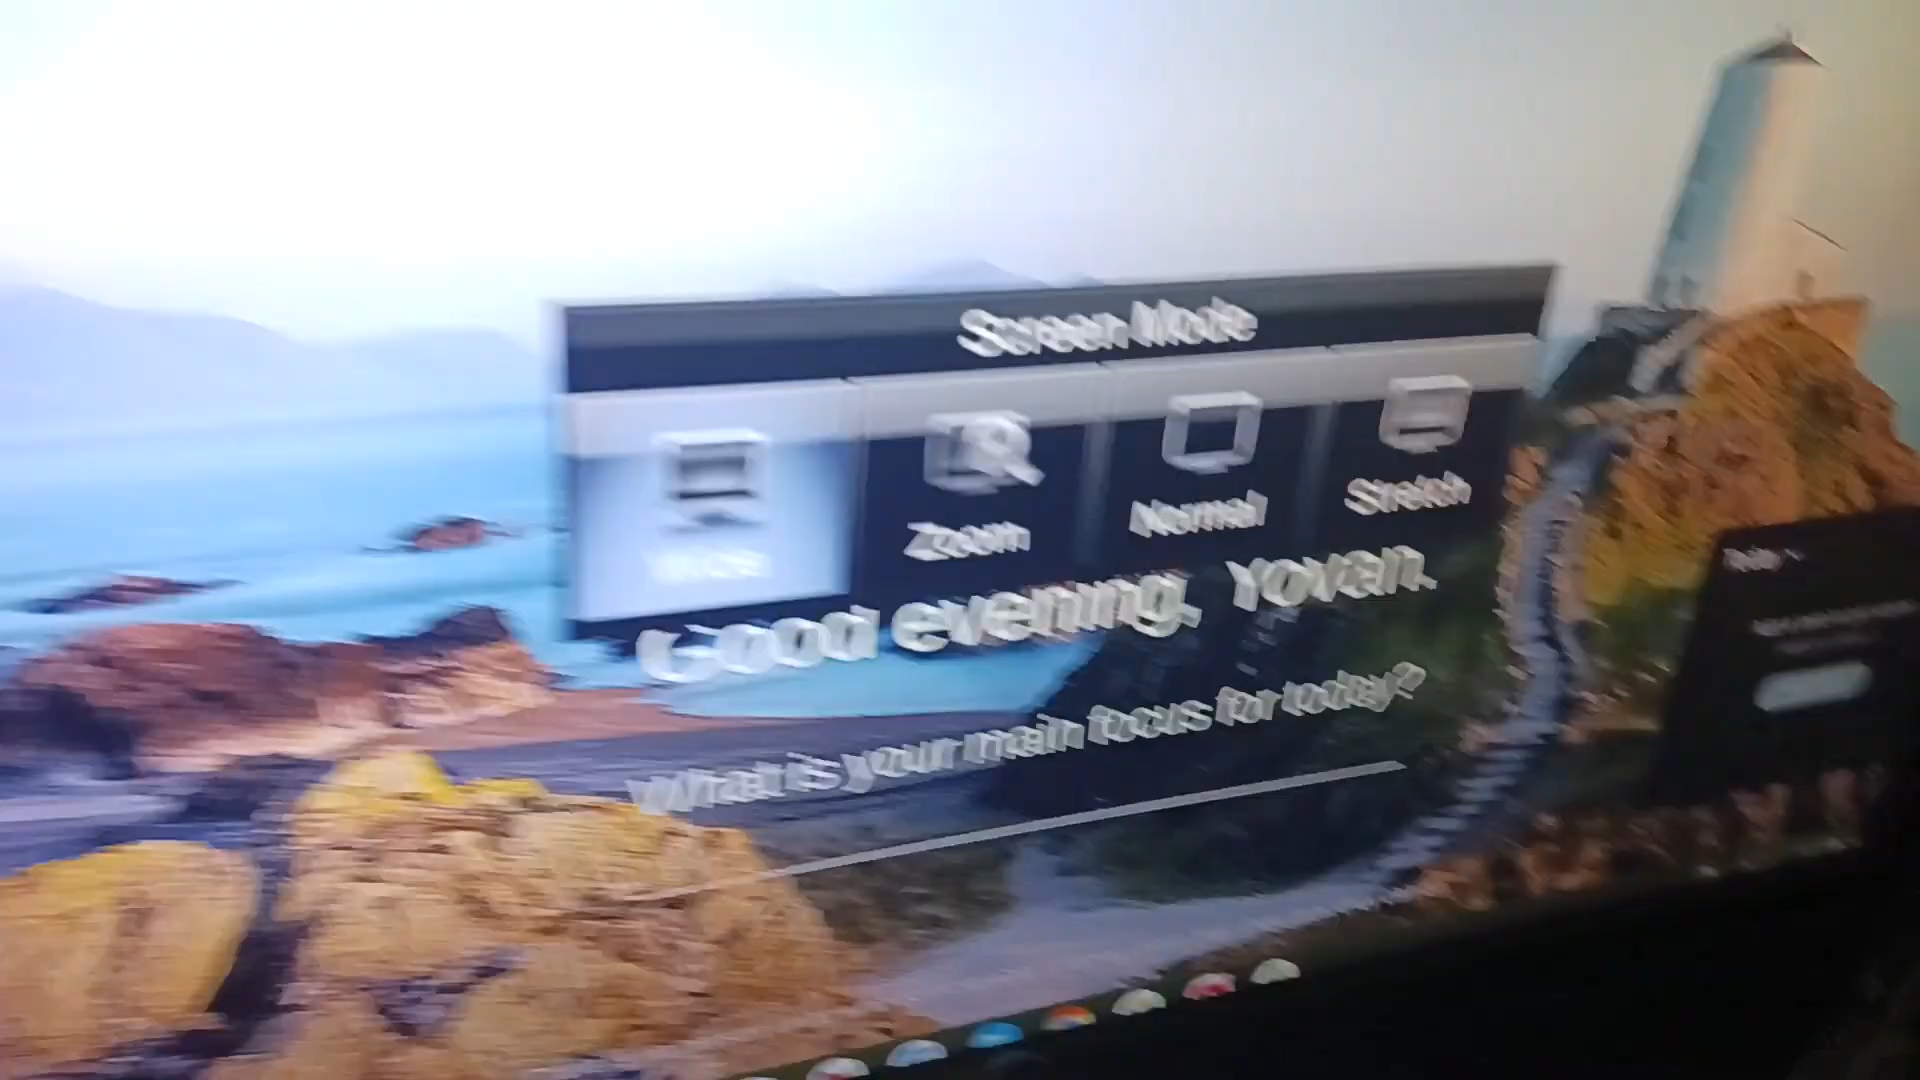 Screen Mode
Wide
Zoom
Normal
Stretch
Good evening, Yovan.
What is your main focus for today?